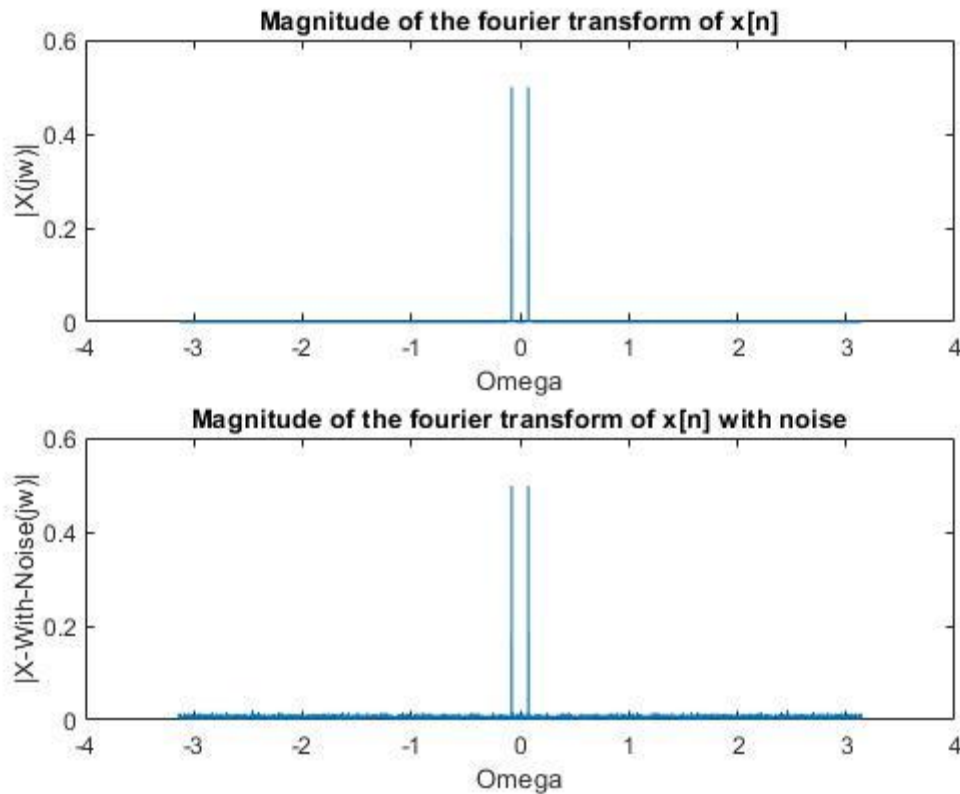 Magnitude of the fourier transform of x[n]
0.6
0.4
0.2
0
|X(jw)|
-4 -3 -2 -1 0 1 2 3 4
Omega
Magnitude of the fourier transform of x[n] with noise
0.6
0.4
0.2
0
|X-With-Noise(jw)|
-4 -3 -2 -1 0 1 2 3 4
Omega